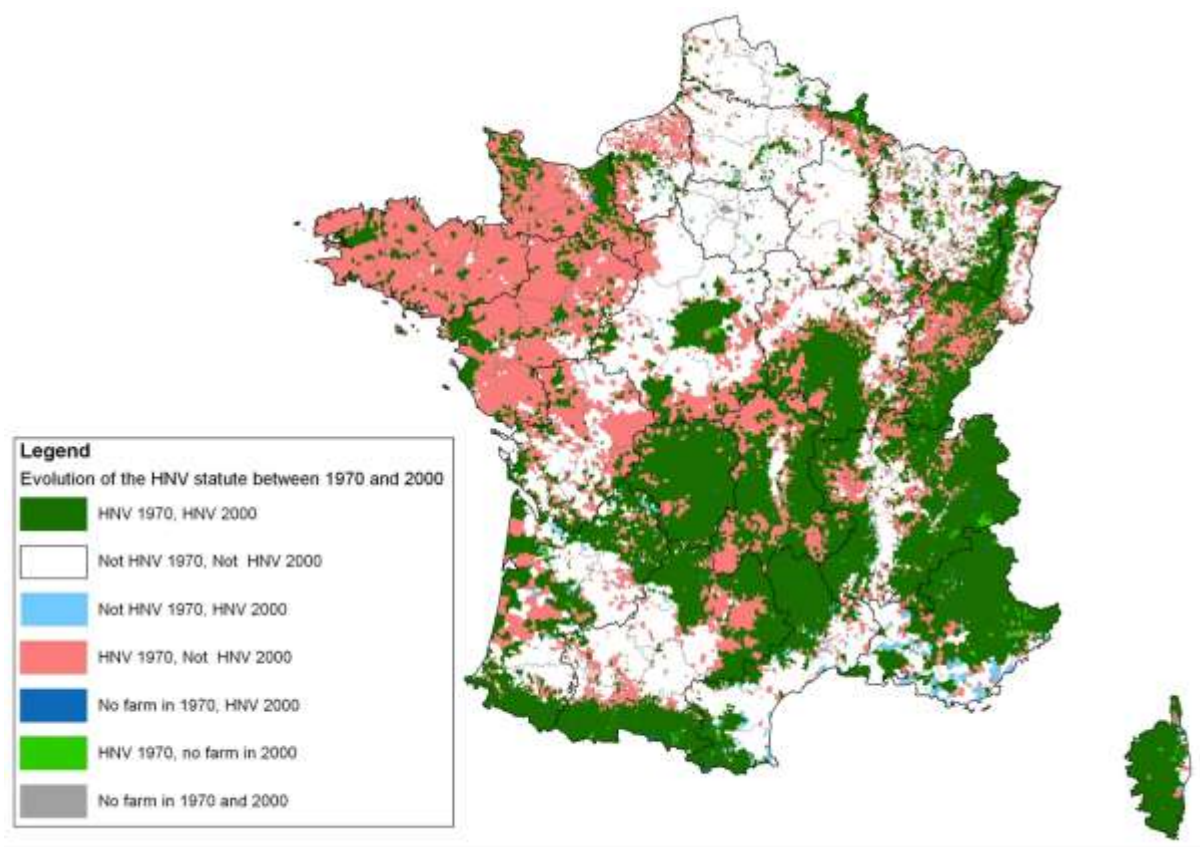 Legend
Evolution of the HNV statute between 1970 and 2000
HNV 1970, HNV 2000
Not HNV 1970, Not HNV 2000
Not HNV 1970, HNV 2000
HNV 1970, Not HNV 2000
No farm in 1970, HNV 2000
HNV 1970, no farm in 2000
No farm in 1970 and 2000